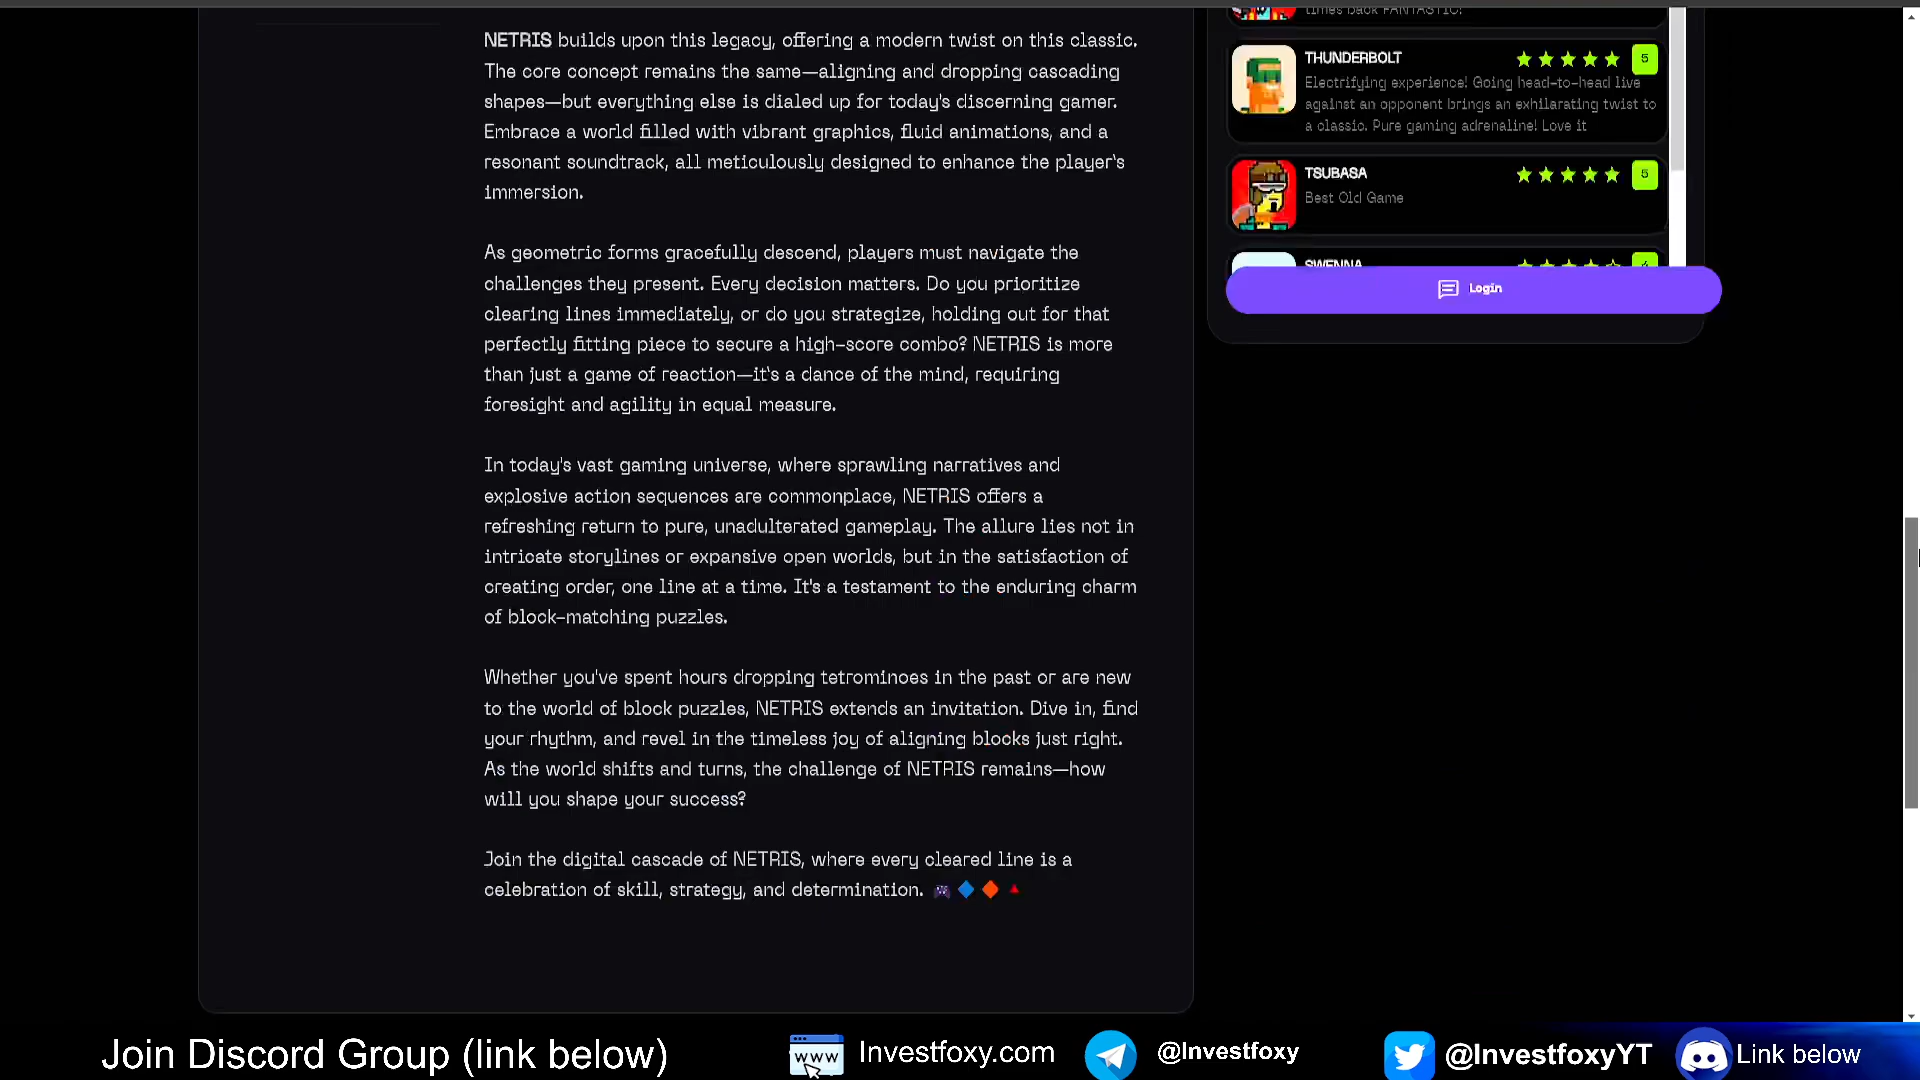 NETRIS builds upon this legacy, offering a modern twist on this classic.
The core concept remains the same—aligning and dropping cascading
shapes—but everything else is dialed up for today's discerning gamer.
Embrace a world filled with vibrant graphics, fluid animations, and a
resonant soundtrack, all meticulously designed to enhance the player's
immersion.
As geometric forms gracefully descend, players must navigate the
challenges they present. Every decision matters. Do you prioritize
clearing lines immediately, or do you strategize, holding out for that
perfectly fitting piece to secure a high-score combo? NETRIS is more
than just a game of reaction—it's a dance of the mind, requiring
foresight and agility in equal measure.
In today's vast gaming universe, where sprawling narratives and
explosive action sequences are commonplace, NETRIS offers a
refreshing return to pure, unadulterated gameplay. The allure lies not in
intricate storylines or expansive open worlds, but in the satisfaction of
creating order, one line at a time. It's a testament to the enduring charm
of block-matching puzzles.
Whether you've spent hours dropping tetrominoes in the past or are new
to the world of block puzzles, NETRIS extends an invitation. Dive in, find
your rhythm, and revel in the timeless joy of aligning blocks just right.
As the world shifts and turns, the challenge of NETRIS remains—how
will you shape your success?
Join the digital cascade of NETRIS, where every cleared line is a
celebration of skill, strategy, and determination. 🎮🔷🔶🔺
times back FANTASTIC!
THUNDERBOLT
5
Electrifying experience! Going head-to-head live
against an opponent brings an exhilarating twist to
a classic. Pure gaming adrenaline! Love it
TSUBASA
5
Best Old Game
SWENNA
4
Login
Join Discord Group (link below)
WWW
Investfoxy.com
@Investfoxy
@InvestfoxyYT
Link below